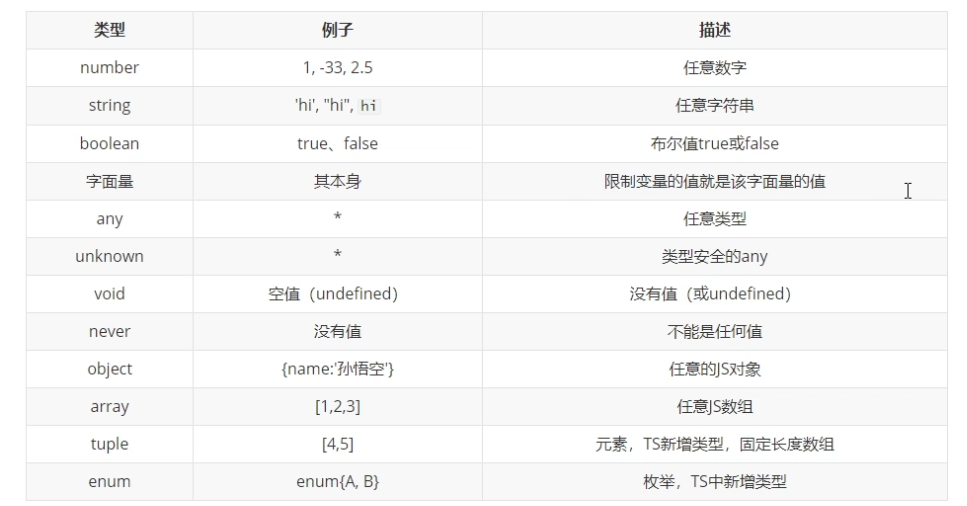 类型 例子 描述
number 1, -33, 2.5 任意数字
string 'hi', "hi", hi 任意字符串
boolean true、false 布尔值true或false
字面量 其本身 限制变量的值就是该字面量的值
any * 任意类型
unknown * 类型安全的any
void 空值（undefined） 没有值（或undefined）
never 没有值 不能是任何值
object {name:'孙悟空'} 任意的JS对象
array [1,2,3] 任意JS数组
tuple [4,5] 元素，TS新增类型，固定长度数组
enum enum{A, B} 枚举，TS中新增类型